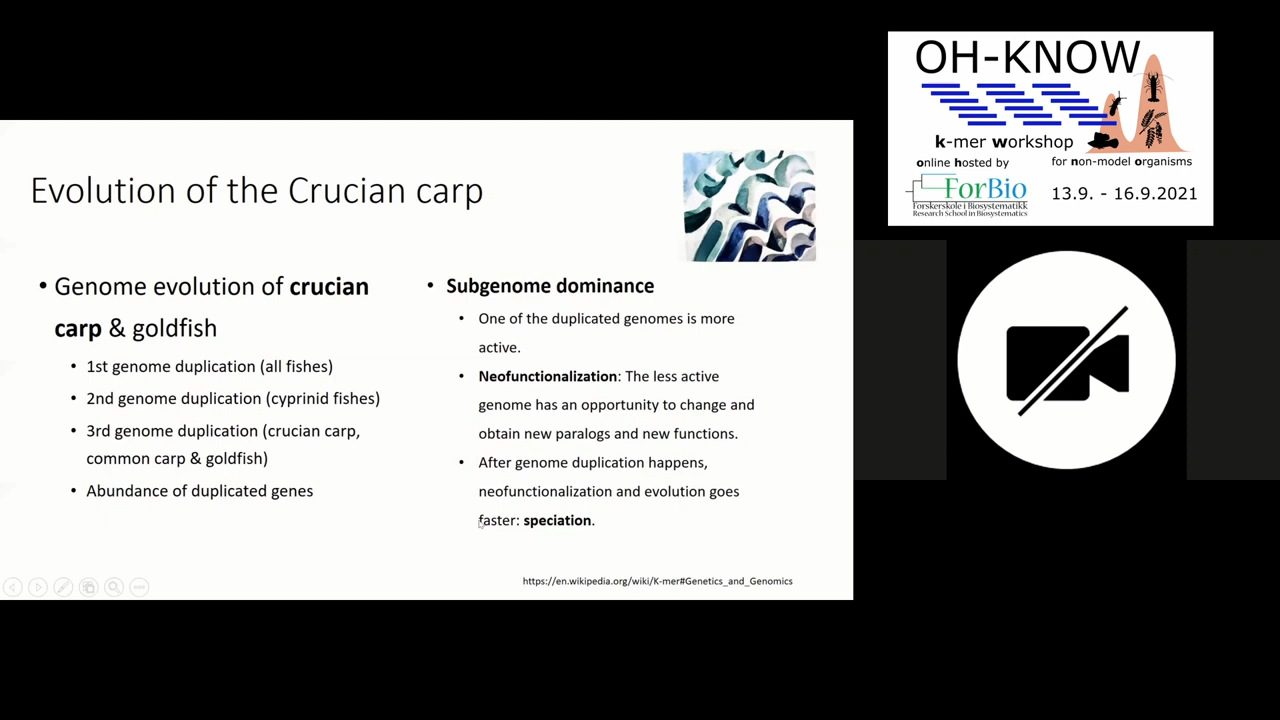 Evolution of the Crucian carp
• Genome evolution of crucian
carp & goldfish
• 1st genome duplication (all fishes)
• 2nd genome duplication (cyprinid fishes)
• 3rd genome duplication (crucian carp,
common carp & goldfish)
• Abundance of duplicated genes
• Subgenome dominance
• One of the duplicated genomes is more
active.
• Neofunctionalization: The less active
genome has an opportunity to change and
obtain new paralogs and new functions.
• After genome duplication happens,
neofunctionalization and evolution goes
faster: speciation.
https://en.wikipedia.org/wiki/K-mer#Genetics_and_Genomics
OH-KNOW
k-mer workshop
online hosted by
for non-model organisms
ForBio
Forskerskole i Biosystematikk
Research School in Biosystematics
13.9. - 16.9.2021